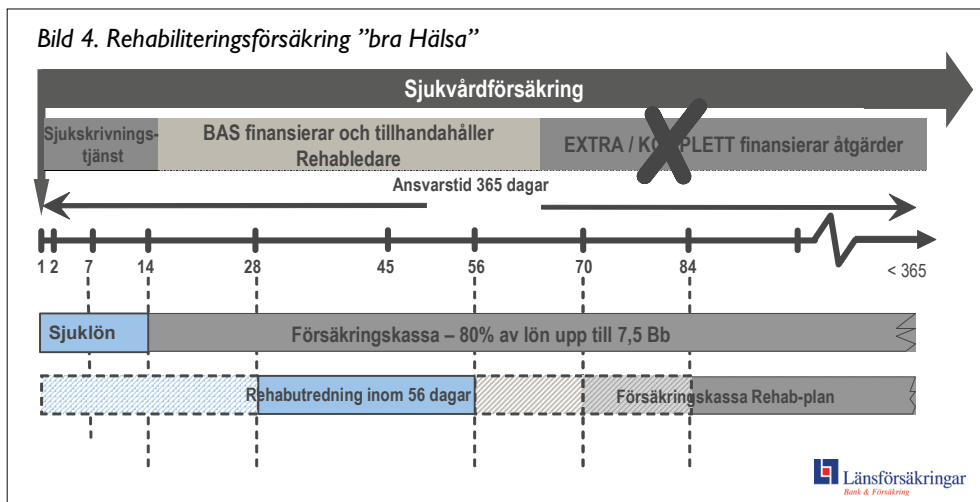 Bild 4. Rehabiliteringsförsäkring ”bra Hälsa”
Sjukvårdförsäkring
Sjukskrivnings-
tjänst
BAS finansierar och tillhandahåller
Rehabledare
EXTRA / KOMPLETT finansierar åtgärder
Ansvarstid 365 dagar
1 2 7 14 28 45 56 70 84 < 365
Sjuklön
Försäkringskassa – 80% av lön upp till 7,5 Bb
Rehabutredning inom 56 dagar
Försäkringskassa Rehab-plan
Länsförsäkringar
Bank & Försäkring